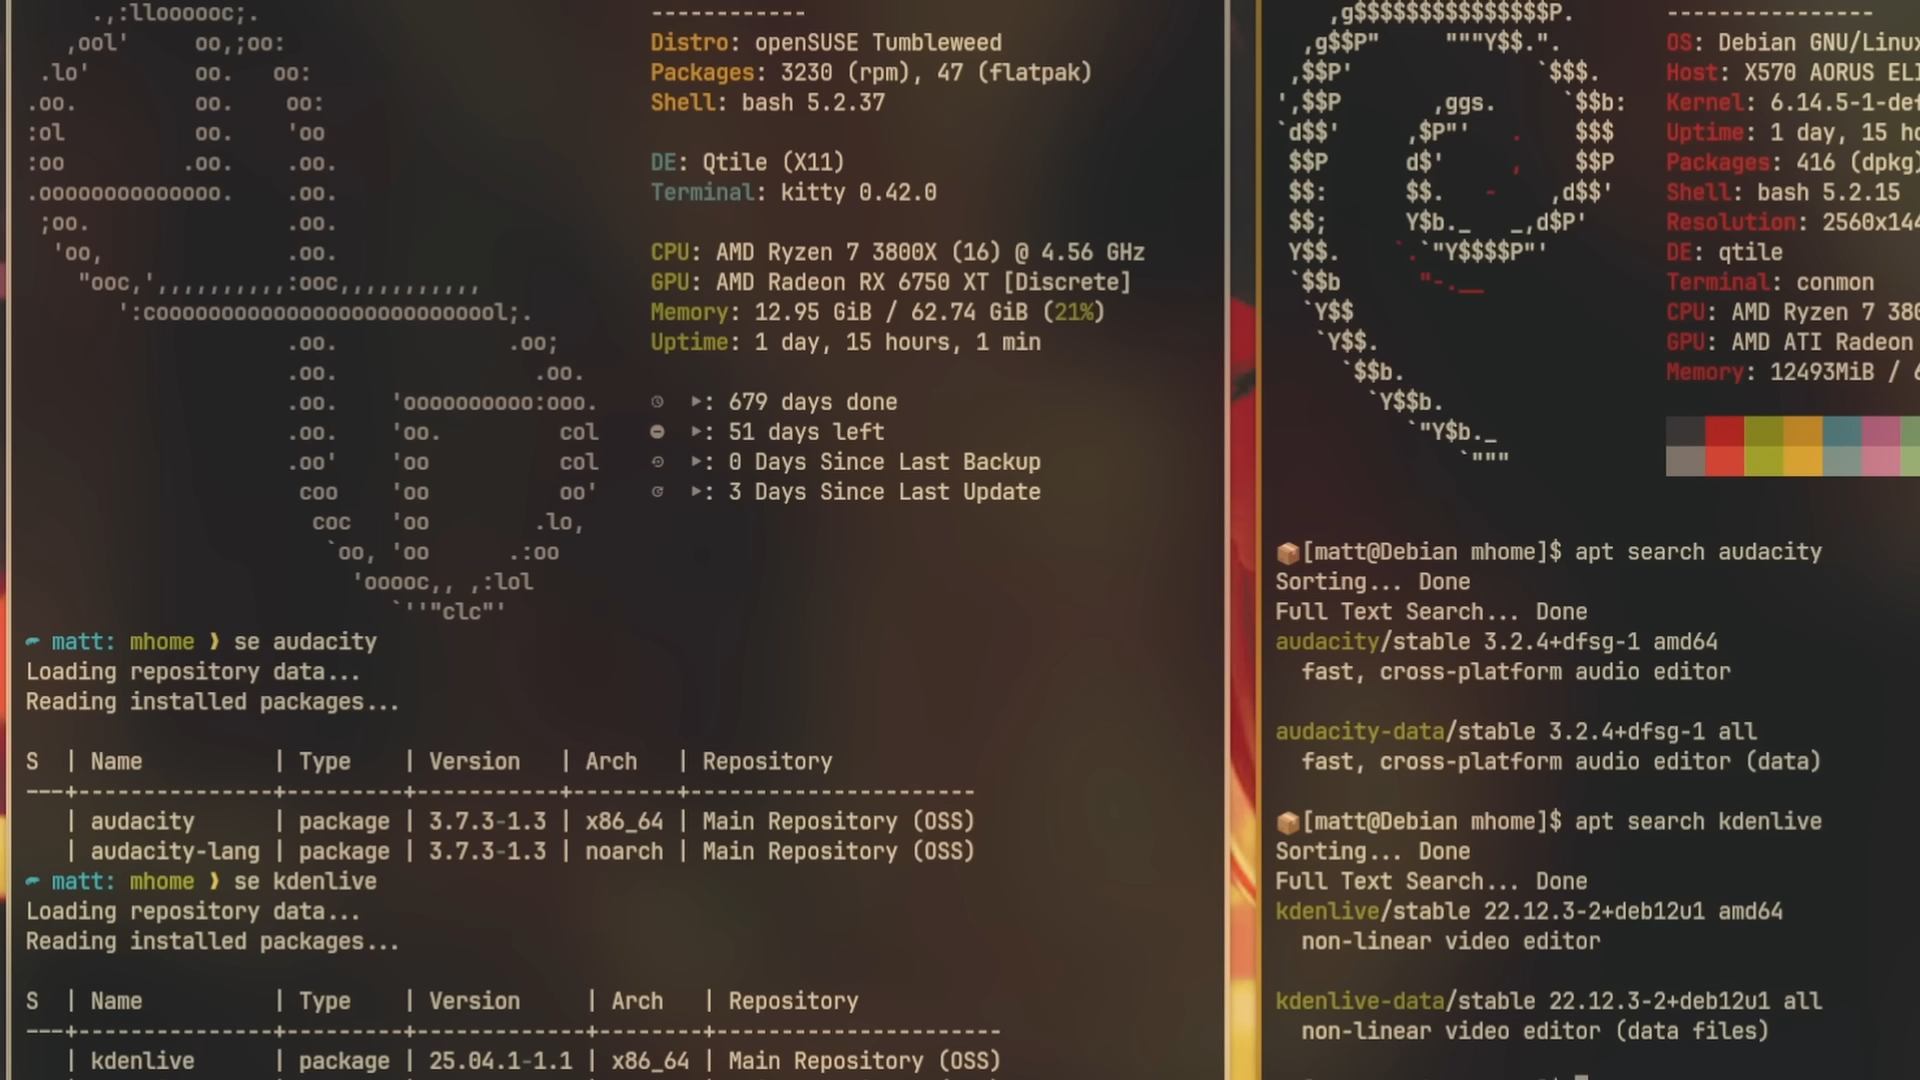 ------------
Distro: openSUSE Tumbleweed
Packages: 3230 (rpm), 47 (flatpak)
Shell: bash 5.2.37
DE: Qtile (X11)
Terminal: kitty 0.42.0
CPU: AMD Ryzen 7 3800X (16) @ 4.56 GHz
GPU: AMD Radeon RX 6750 XT [Discrete]
Memory: 12.95 GiB / 62.74 GiB (21%)
Uptime: 1 day, 15 hours, 1 min
: 679 days done
: 51 days left
: 0 Days Since Last Backup
: 3 Days Since Last Update
matt: mhome ❱ se audacity
Loading repository data...
Reading installed packages...
S  | Name          | Type    | Version    | Arch   | Repository
---+---------------+---------+------------+--------+----------------------
   | audacity      | package | 3.7.3-1.3 | x86_64 | Main Repository (OSS)
   | audacity-lang | package | 3.7.3-1.3 | noarch | Main Repository (OSS)
matt: mhome ❱ se kdenlive
Loading repository data...
Reading installed packages...
S  | Name          | Type    | Version     | Arch   | Repository
---+---------------+---------+-------------+--------+----------------------
   | kdenlive      | package | 25.04.1-1.1 | x86_64 | Main Repository (OSS)
----------------
OS: Debian GNU/Linux
Host: X570 AORUS ELI
Kernel: 6.14.5-1-def
Uptime: 1 day, 15 ho
Packages: 416 (dpkg)
Shell: bash 5.2.15
Resolution: 2560x144
DE: qtile
Terminal: conmon
CPU: AMD Ryzen 7 380
GPU: AMD ATI Radeon
Memory: 12493MiB / 6
[matt@Debian mhome]$ apt search audacity
Sorting... Done
Full Text Search... Done
audacity/stable 3.2.4+dfsg-1 amd64
  fast, cross-platform audio editor
audacity-data/stable 3.2.4+dfsg-1 all
  fast, cross-platform audio editor (data)
[matt@Debian mhome]$ apt search kdenlive
Sorting... Done
Full Text Search... Done
kdenlive/stable 22.12.3-2+deb12u1 amd64
  non-linear video editor
kdenlive-data/stable 22.12.3-2+deb12u1 all
  non-linear video editor (data files)